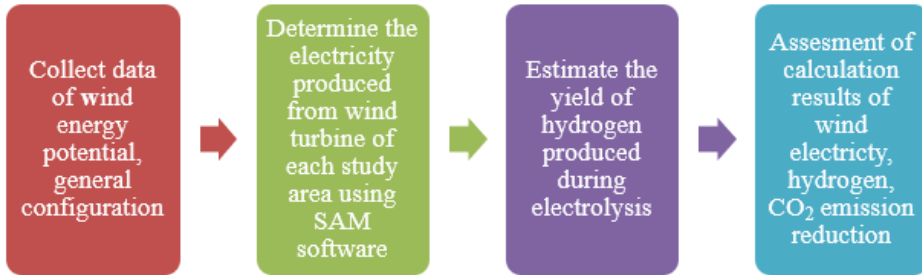 Collect data
of wind
energy
potential,
general
configuration
Determine the
electricity
produced
from wind
turbine of
each study
area using
SAM
software
Estimate the
yield of
hydrogen
produced
during
electrolysis
Assesment of
calculation
results of
wind
electricty,
hydrogen,
CO₂ emission
reduction